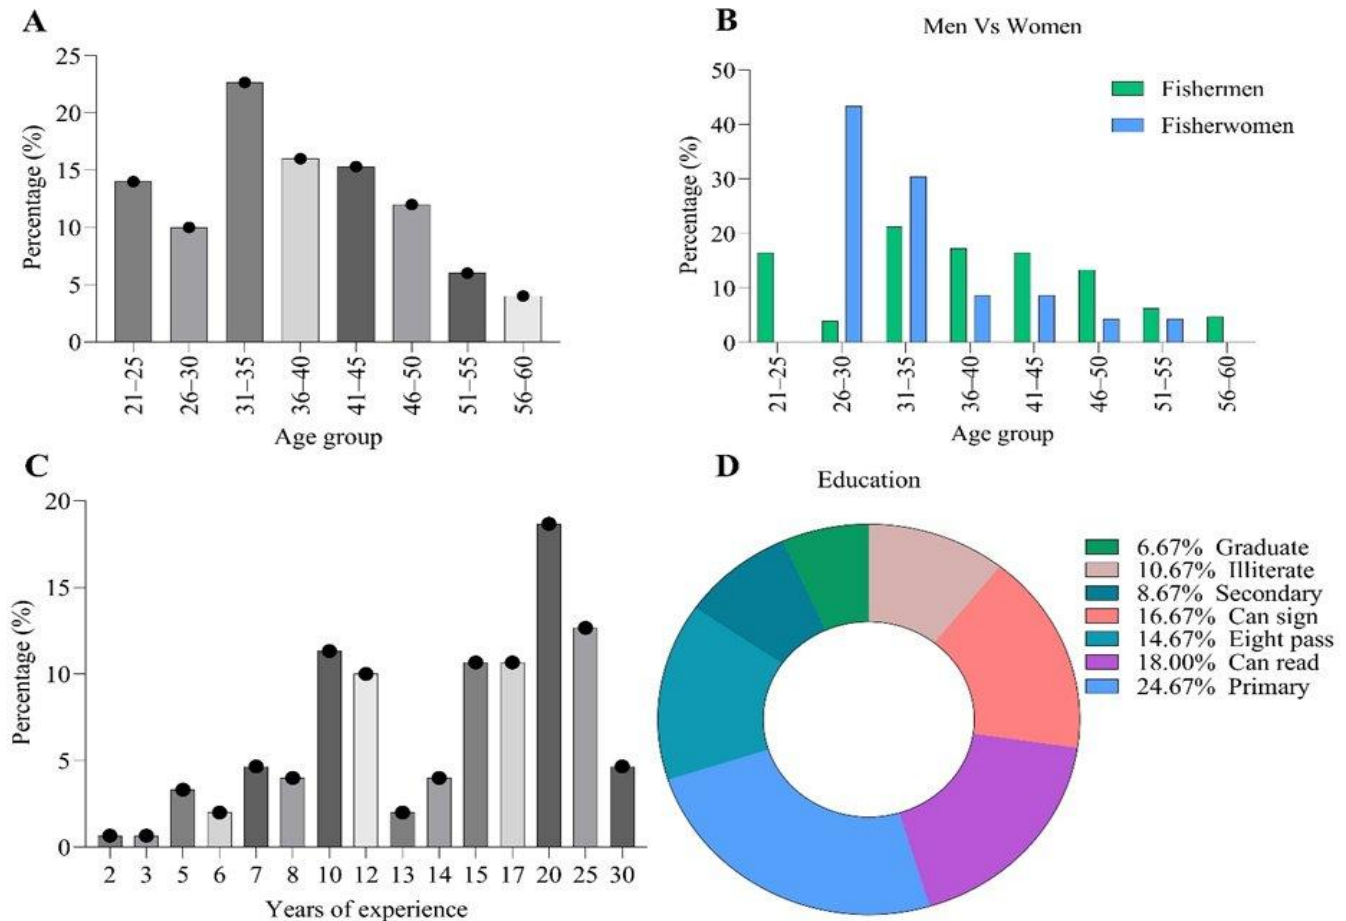 A
Percentage (%)
25
20
15
10
5
0
21–25
26–30
31–35
36–40
41–45
46–50
51–55
56–60
Age group
B
Men Vs Women
Percentage (%)
50
40
30
20
10
0
Fishermen
Fisherwomen
21–25
26–30
31–35
36–40
41–45
46–50
51–55
56–60
Age group
C
Percentage (%)
20
15
10
5
0
2 3 5 6 7 8 10 12 13 14 15 17 20 25 30
Years of experience
D
Education
6.67% Graduate
10.67% Illiterate
8.67% Secondary
16.67% Can sign
14.67% Eight pass
18.00% Can read
24.67% Primary